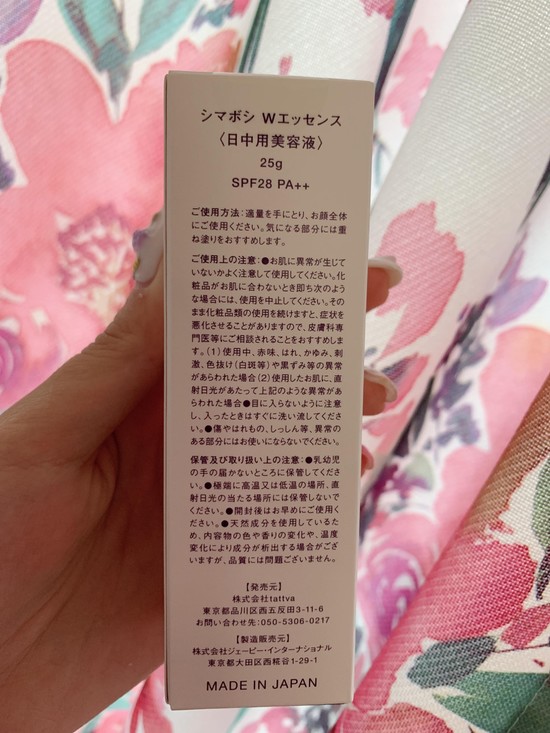 シマボシ Wエッセンス
〈日中用美容液〉
25g
SPF28 PA++
ご使用方法：適量を手にとり、お顔全体
にご使用ください。気になる部分には重
ね塗りをおすすめします。
ご使用上の注意：●お肌に異常が生じて
いないかよく注意して使用してください。化
粧品がお肌に合わないとき即ち次のよう
な場合には、使用を中止してください。その
まま化粧品類の使用を続けますと、症状を
悪化させることがありますので、皮膚科専
門医等にご相談されることをおすすめしま
す。（1）使用中、赤味、はれ、かゆみ、刺
激、色抜け（白斑等）や黒ずみ等の異常
があらわれた場合（2）使用したお肌に、直
射日光があたって上記のような異常があ
らわれた場合●目に入らないように注意
し、入ったときはすぐに洗い流してくださ
い。●傷やはれもの、しっしん等、異常の
ある部分にはお使いにならないでください。
保管及び取り扱い上の注意：●乳幼児
の手の届かないところに保管してくださ
い。●極端に高温又は低温の場所、直
射日光の当たる場所には保管しないで
ください。●開封後はお早めにご使用く
ださい。●天然成分を使用しているた
め、内容物の色や香りの変化や、温度
変化により成分が析出する場合がござ
いますが、品質には問題ございません。
【発売元】
株式会社tattva
東京都品川区西五反田3-11-6
お問い合わせ先：050-5306-0217
【製造販売元】
株式会社ジェーピー・インターナショナル
東京都大田区西糀谷1-29-1
MADE IN JAPAN